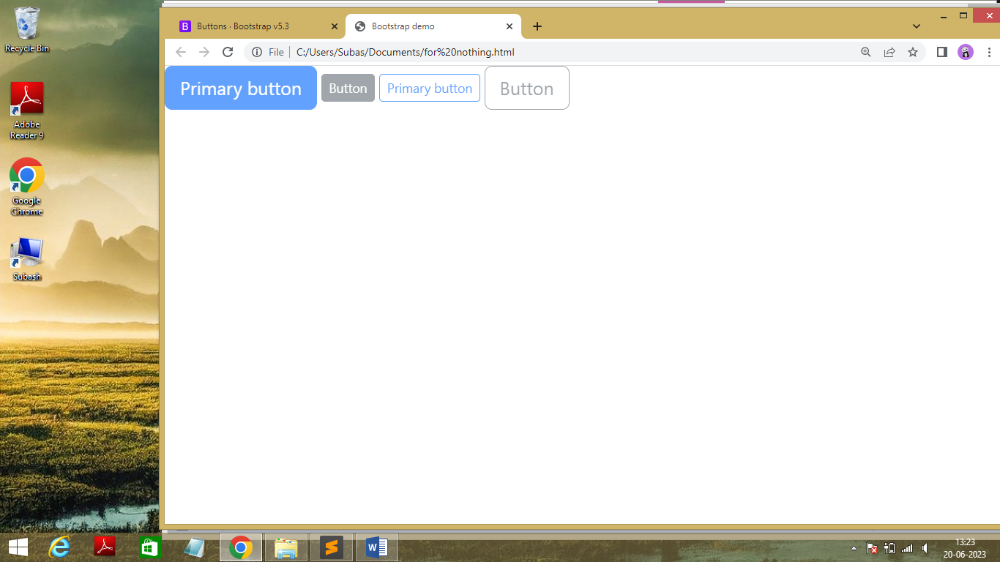 Recycle Bin
Adobe
Reader 9
Google
Chrome
Subash
B Buttons · Bootstrap v5.3
Bootstrap demo
File C:/Users/Subas/Documents/for%20nothing.html
Primary button Button Primary button Button
13:23
20-06-2023